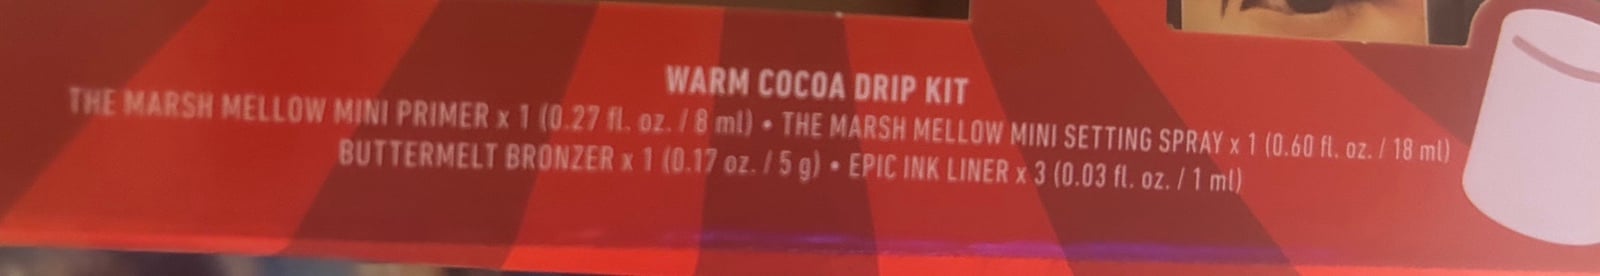 WARM COCOA DRIP KIT
THE MARSH MELLOW MINI PRIMER x 1 (0.27 fl. oz. / 8 ml) • THE MARSH MELLOW MINI SETTING SPRAY x 1 (0.60 fl. oz. / 18 ml)
BUTTERMELT BRONZER x 1 (0.17 oz. / 5 g) • EPIC INK LINER x 3 (0.03 fl. oz. / 1 ml)